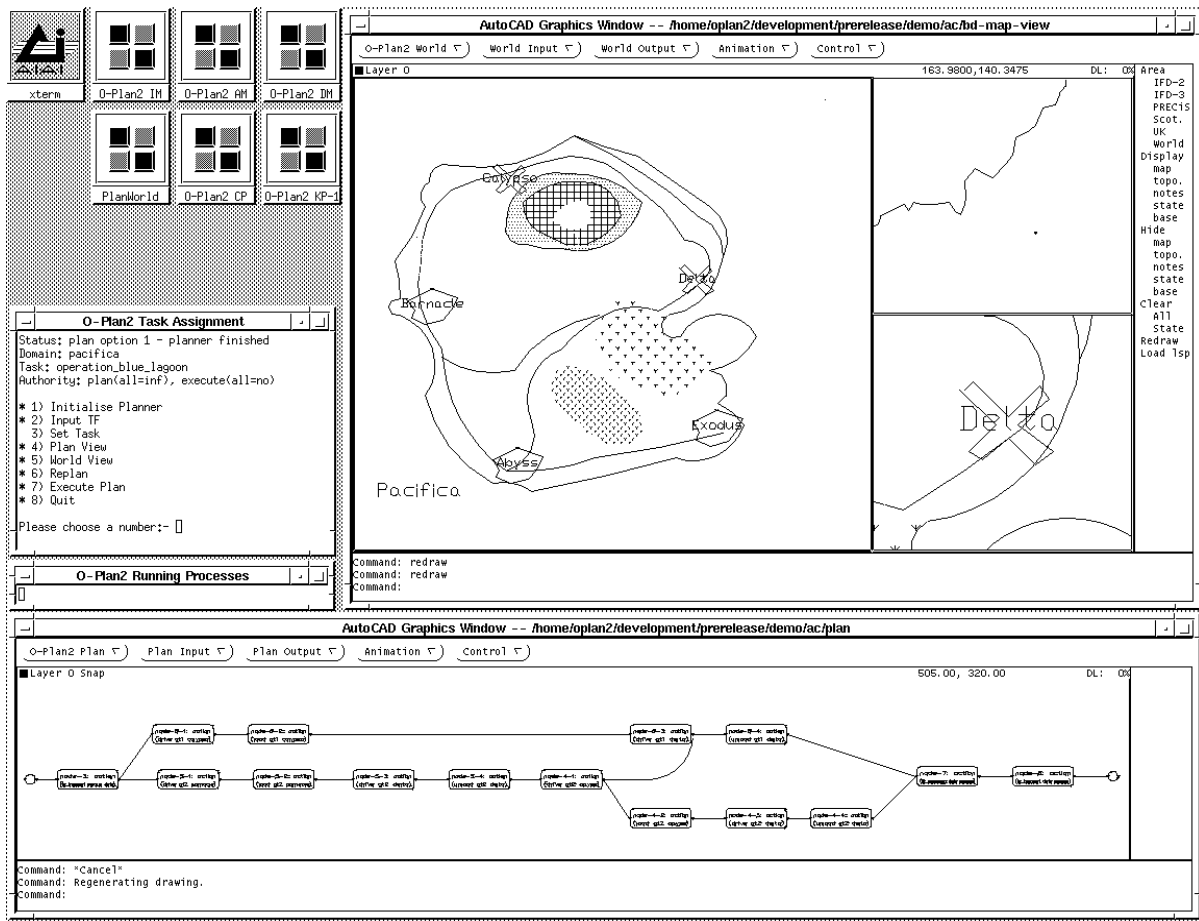 AIAI
xterm
O-Plan2 IM
O-Plan2 AM
O-Plan2 DM
PlanWorld
O-Plan2 CP
O-Plan2 KP-1
O-Plan2 Task Assignment
Status: plan option 1 - planner finished
Domain: pacifica
Task: operation_blue_lagoon
Authority: plan(all=inf), execute(all=no)
* 1) Initialise Planner
* 2) Input TF
3) Set Task
* 4) Plan View
* 5) World View
* 6) Replan
* 7) Execute Plan
* 8) Quit
Please choose a number:-
O-Plan2 Running Processes
AutoCAD Graphics Window -- /home/oplan2/development/prerelease/demo/ac/bd-map-view
O-Plan2 World
World Input
World Output
Animation
Control
Layer 0
163.9800,140.3475
DL: 0%
Calypso
Delta
Barnacle
Exodus
Abyss
Pacifica
Delta
Area
IFD-2
IFD-3
PRECiS
Scot.
UK
World
Display
map
topo.
notes
state
base
Hide
map
topo.
notes
state
base
Clear
All
State
Redraw
Load lsp
Command: redraw
Command: redraw
Command:
AutoCAD Graphics Window -- /home/oplan2/development/prerelease/demo/ac/plan
O-Plan2 Plan
Plan Input
Plan Output
Animation
Control
Layer 0 Snap
505.00, 320.00
DL: 0%
Command: *Cancel*
Command: Regenerating drawing.
Command: